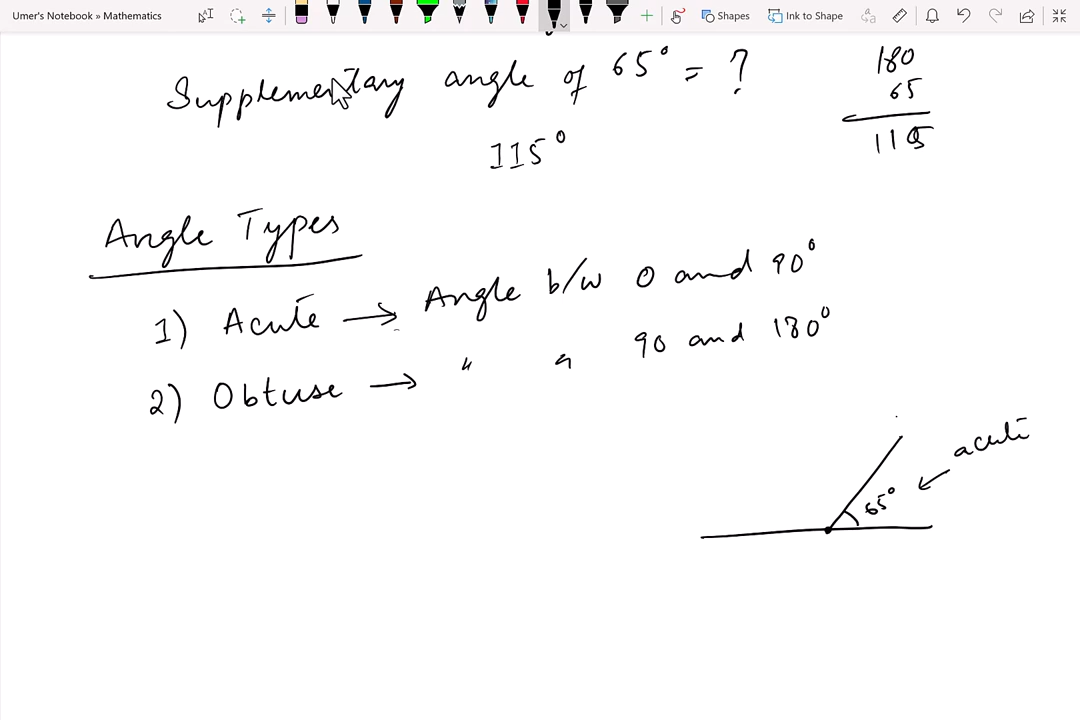 Umer's Notebook » Mathematics
Shapes
Ink to Shape
Supplementary angle of 65° = ?
180
65
115
115°
Angle Types
1) Acute → Angle b/w 0 and 90°
2) Obtuse → " " 90 and 180°
acute
65°